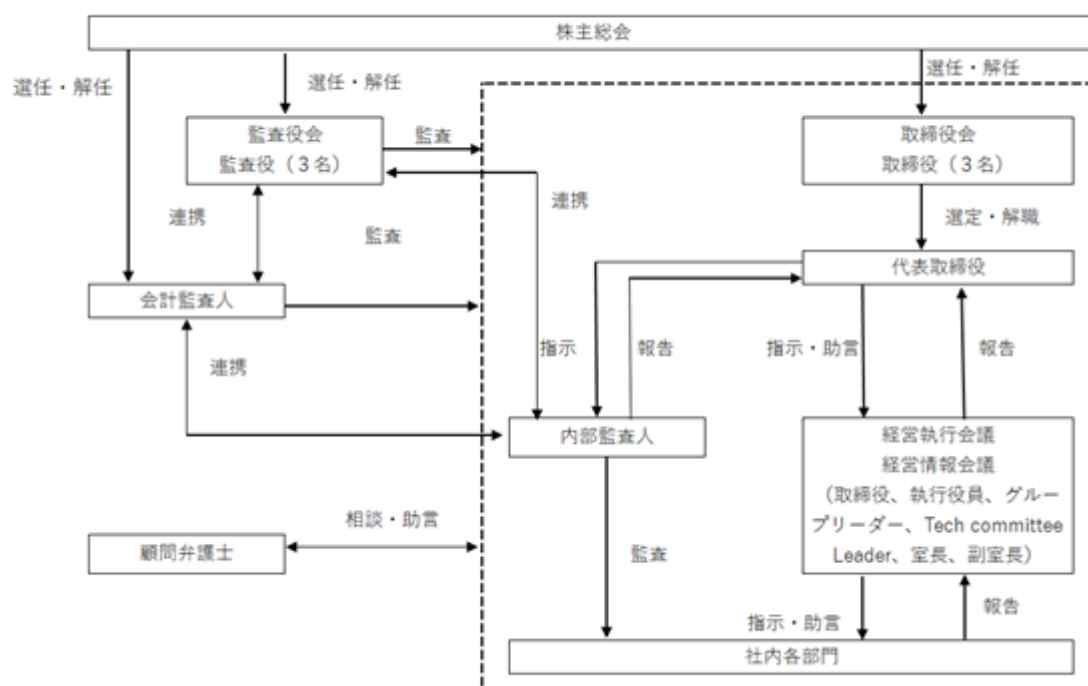 株主総会
選任・解任
選任・解任
選任・解任
監査役会
監査役（3名）
監査
取締役会
取締役（3名）
連携
監査
連携
選定・解職
代表取締役
会計監査人
連携
指示
報告
指示・助言
報告
内部監査人
経営執行会議
経営情報会議
（取締役、執行役員、グルー
プリーダー、Tech committee
Leader、室長、副室長）
相談・助言
顧問弁護士
監査
指示・助言
報告
社内各部門